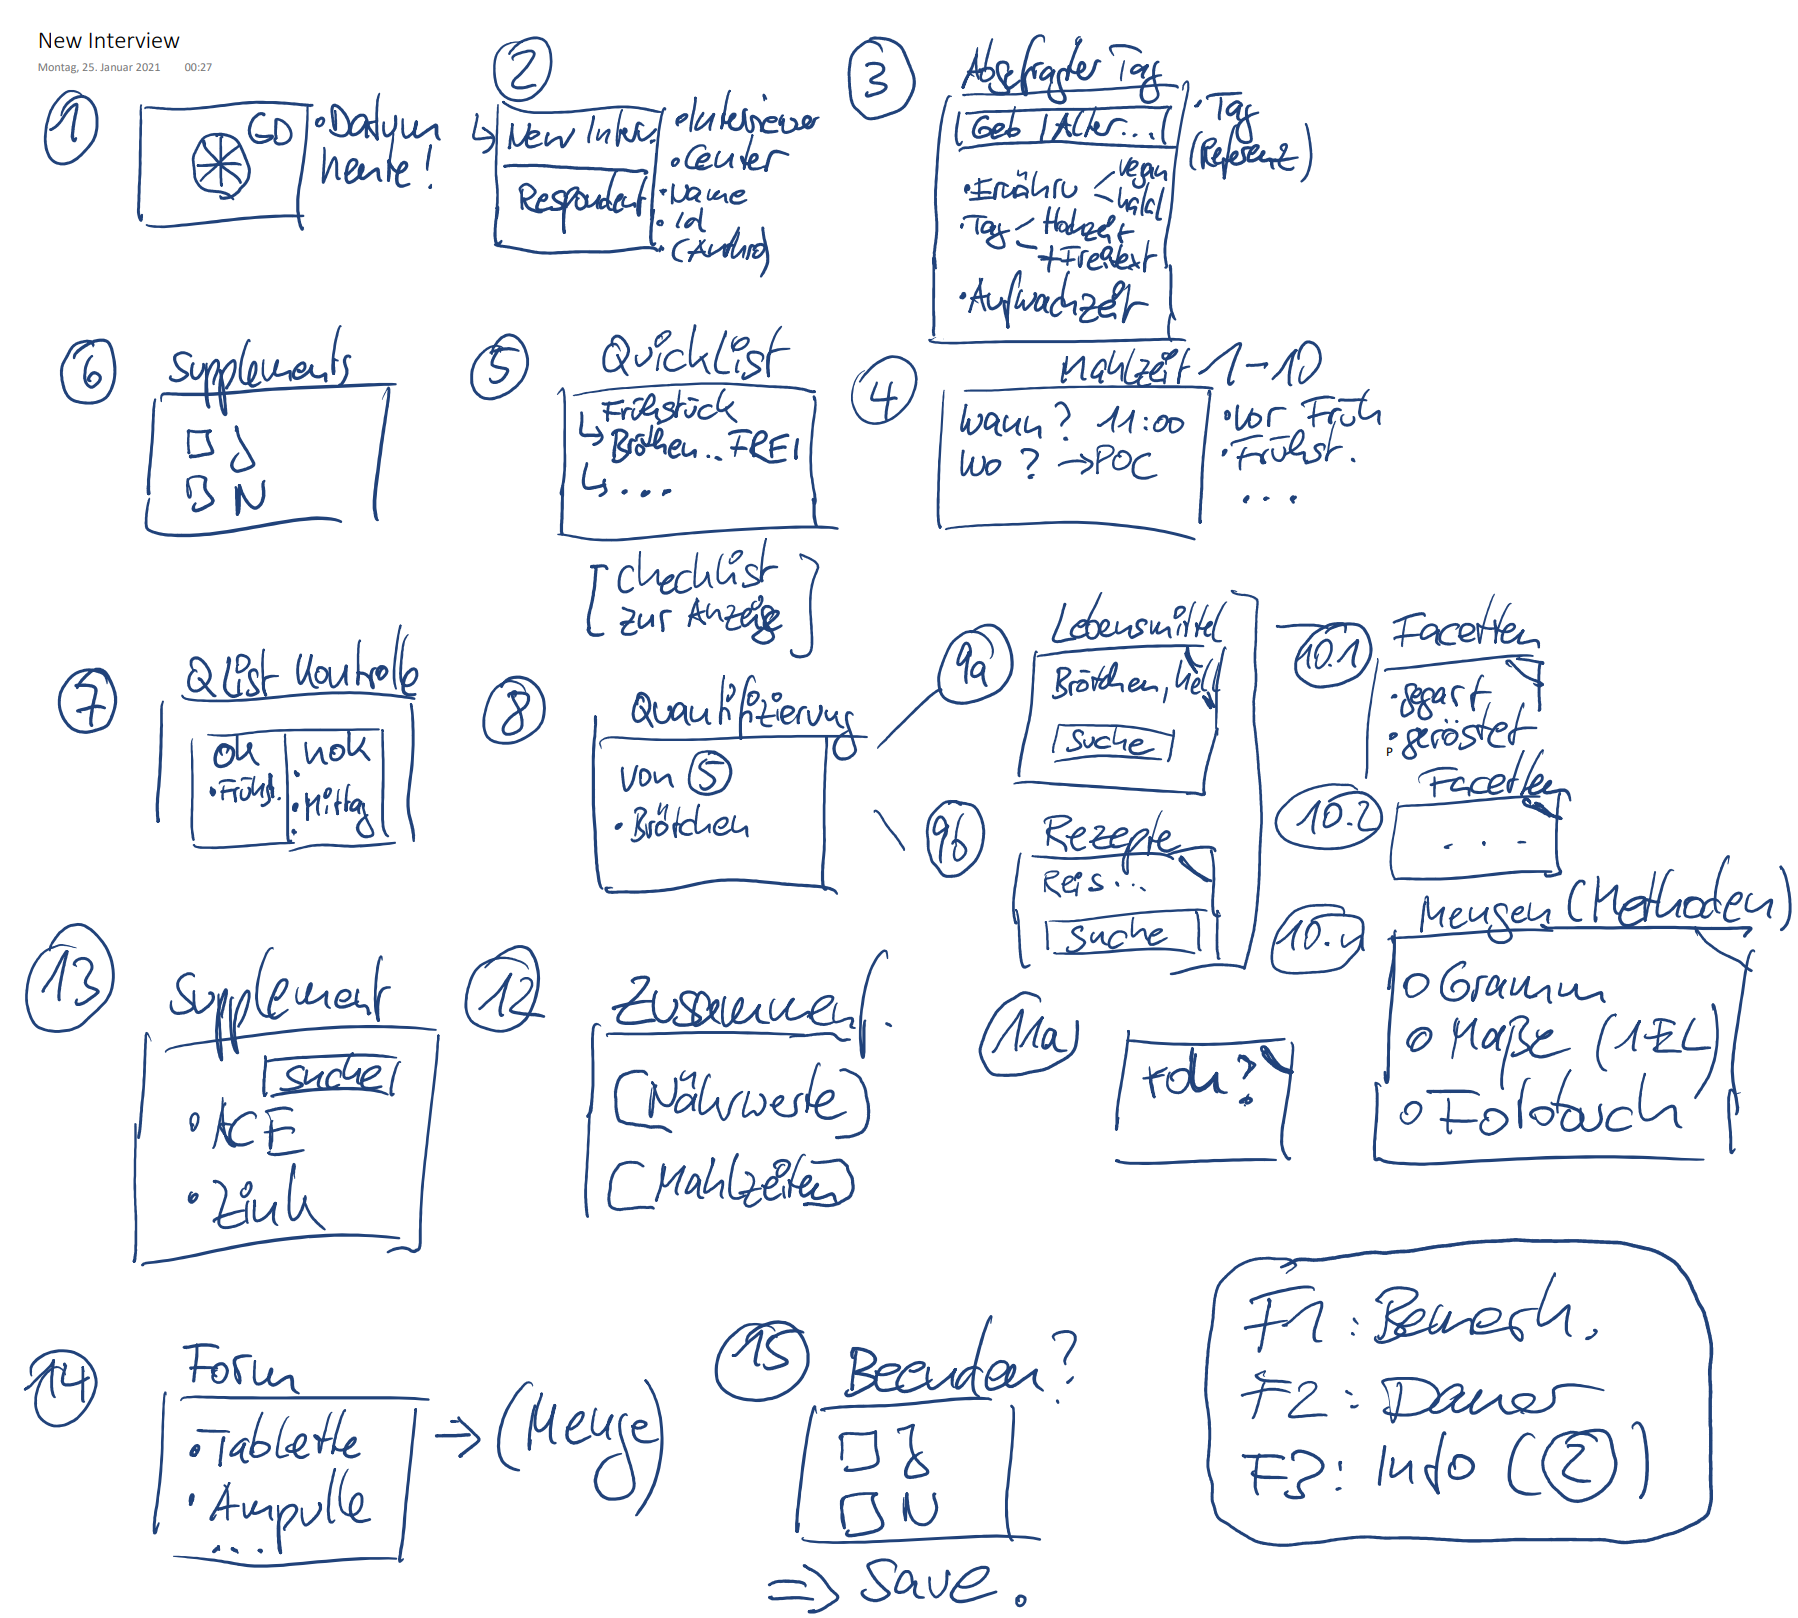 New Interview
Montag, 25. Januar 2021 00:27
1
GD
• Datum
heute!
2
New Interv.
Respondent
• Interviewer
• Center
• Name
• Id
• (Anthro)
3
Abgefragter Tag
Geb | Alter...
• Ernähru
vegan
halal
• Tag
Hochzeit
+ Freitext
• Aufwachzeit
• Tag
(Referenz)
6
Supplements
J
N
5
QuickList
Frühstück
Brötchen.. FREI
...
[Checklist
zur Anzeige]
4
Mahlzeit 1-10
Wann? 11:00
Wo? → POC
• Vor Früh
• Frühst.
...
7
QList Kontrolle
ok
• Frühst.
nok
• Mittag
8
Quantifizierung
von 5
• Brötchen
9a
Lebensmittel
Brötchen, hell
Suche
9b
Rezepte
Reis...
Suche
10.1
Facetten
• gegart
• geröstet
P
10.2
Facetten
...
10.n
Mengen (Methoden)
o Gramm
o Maße (1EL)
o Fotobuch
13
Supplement
Suche
• ACE
• Zink
12
Zusammenf.
(Nährwerte)
(Mahlzeiten)
11a
roh?
14
Form
• Tablette
• Ampulle
...
⇒ (Menge)
15
Beenden?
J
N
⇒ Save.
F1: Bemerk.
F2: Dauer
F3: Info (2)